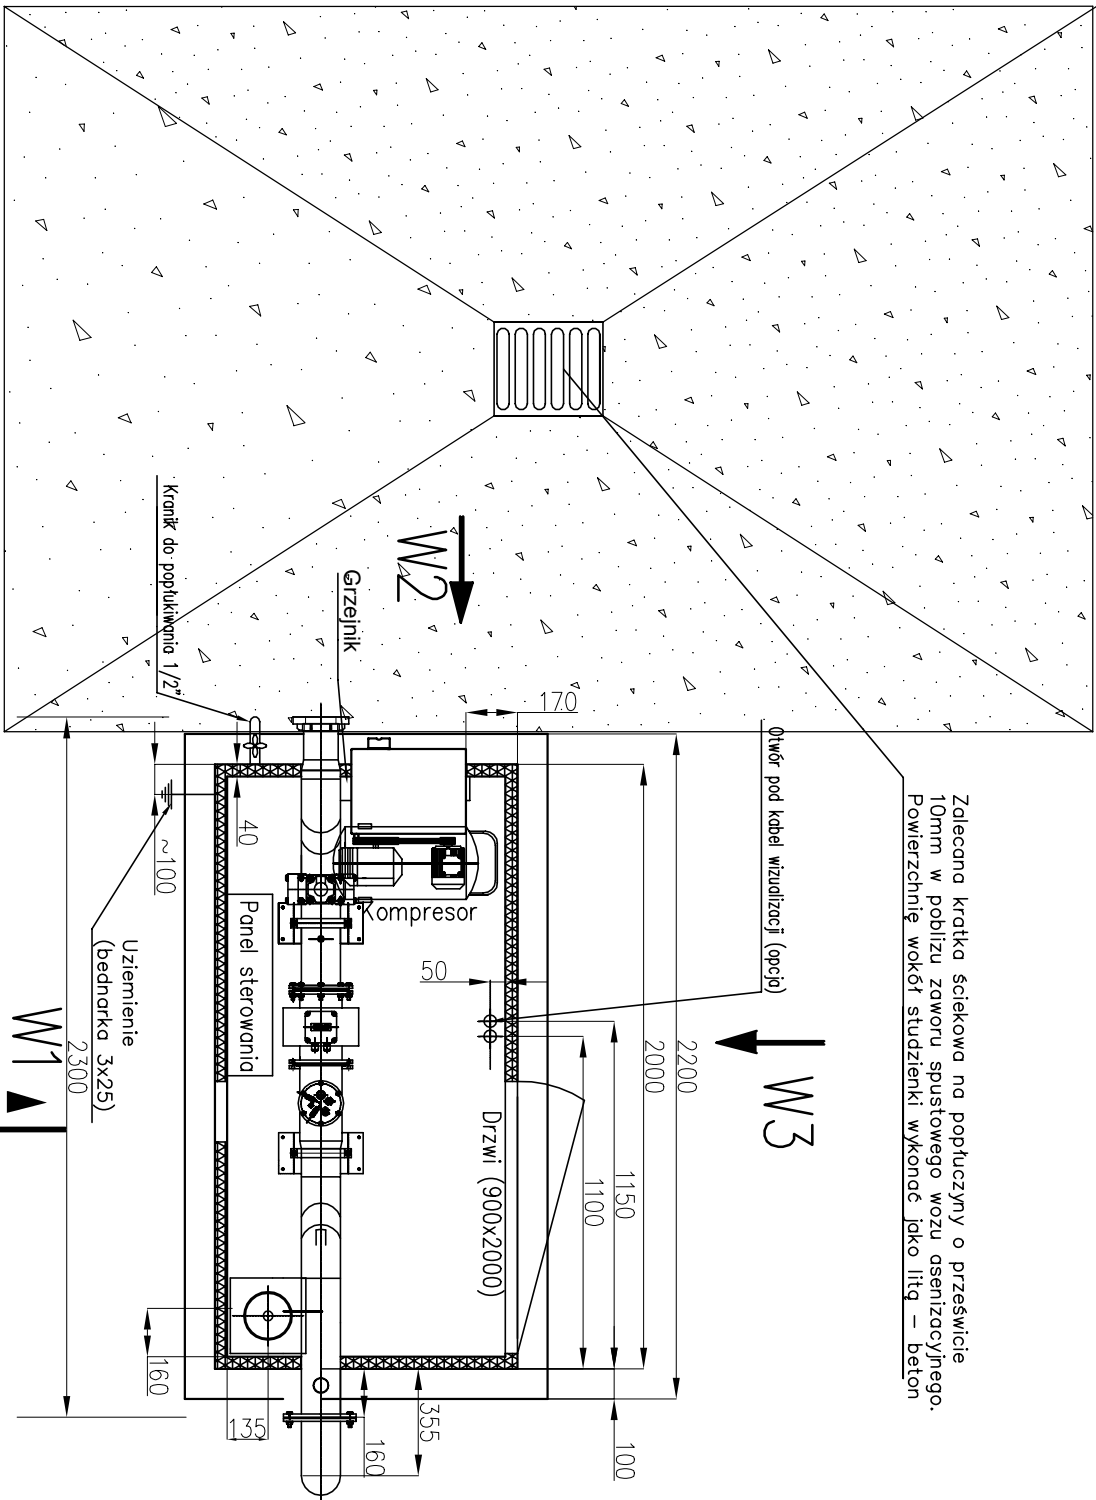 Zalecana kratka ściekowa na popłuczyny o prześwicie
10mm w pobliżu zaworu spustowego wozu asenizacyjnego.
Powierzchnię wokół studzienki wykonać jako litą - beton
Otwór pod kabel wizualizacji (opcja)
W3
W2
Grzejnik
Kranik do popłukiwania 1/2"
170
2200
2000
1150
1100
50
Drzwi (900x2000)
Kompresor
Panel sterowania
40
~100
Uziemienie
(bednarka 3x25)
W1
2300
160
135
355
160
100